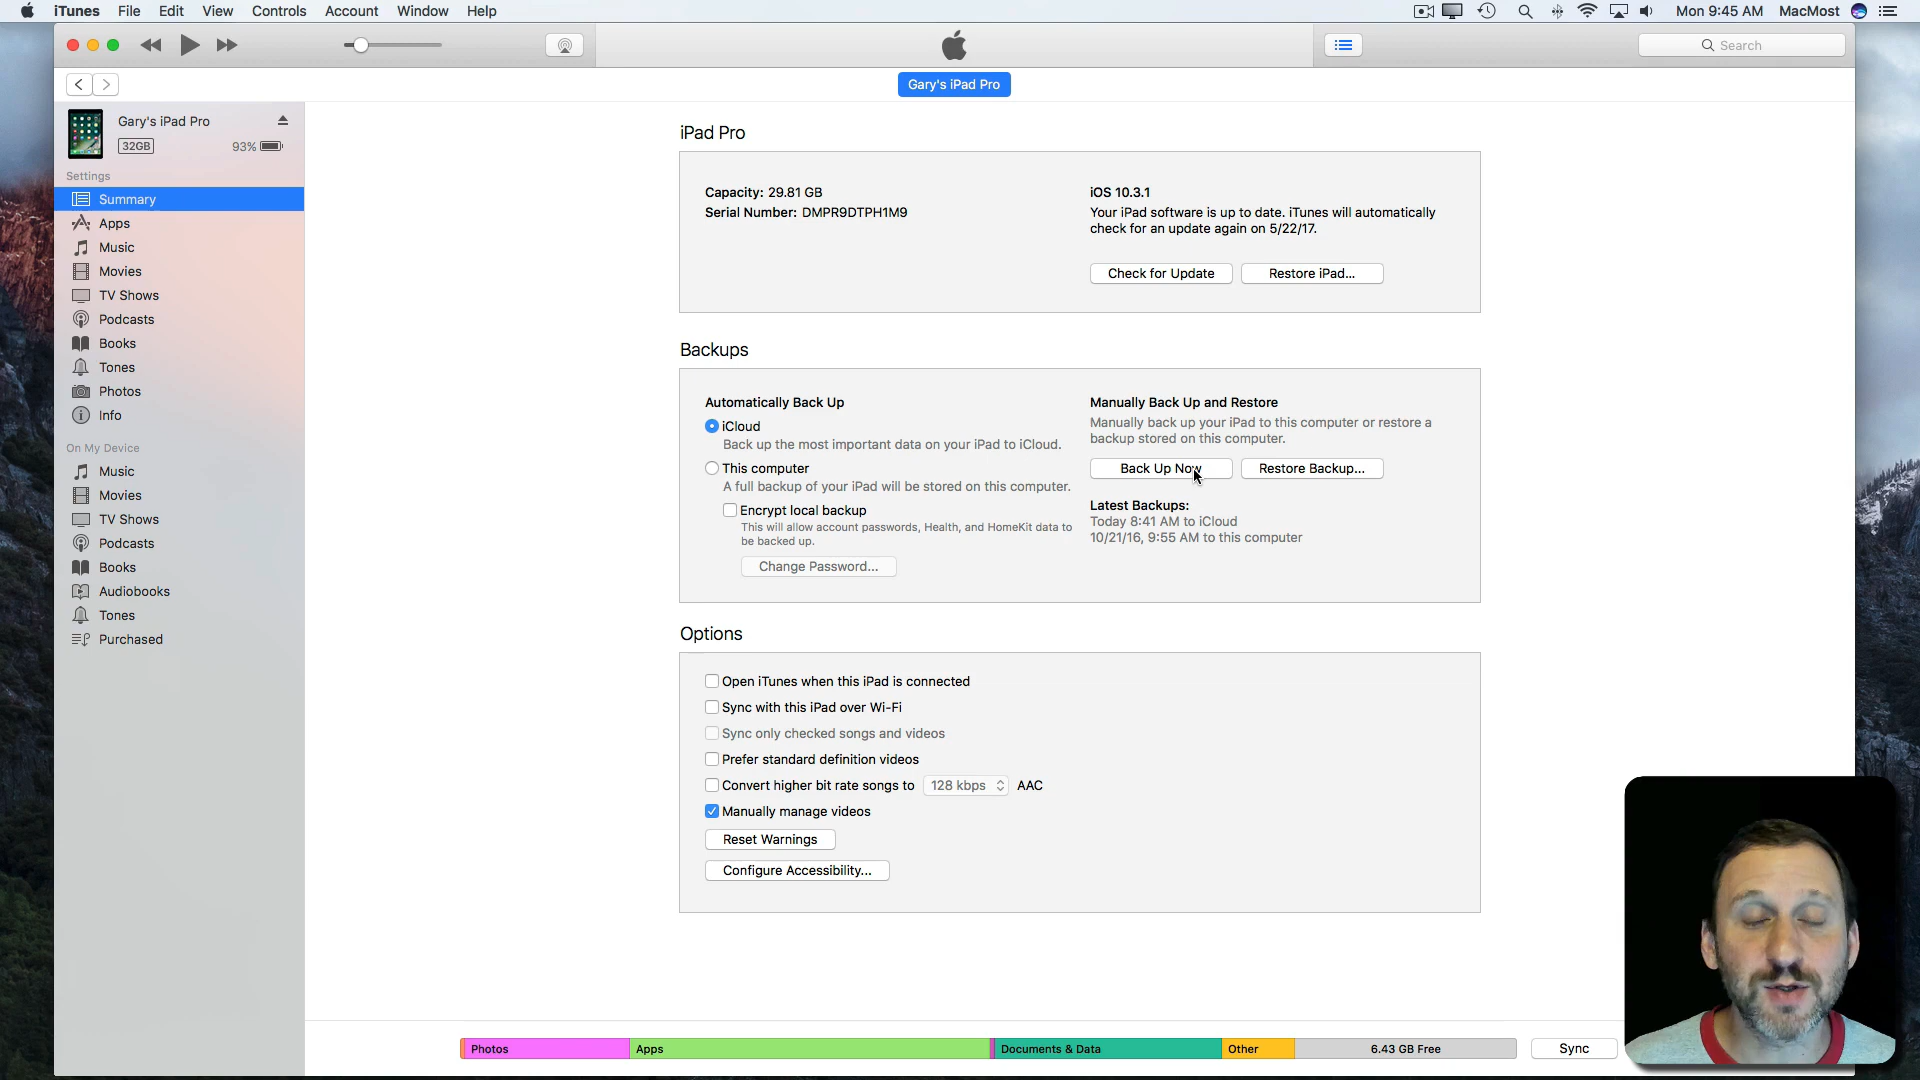 iTunes File Edit View Controls Account Window Help
Mon 9:45 AM MacMost
Search
Gary's iPad Pro
Gary's iPad Pro
32GB
93%
Settings
Summary
Apps
Music
Movies
TV Shows
Podcasts
Books
Tones
Photos
Info
On My Device
Music
Movies
TV Shows
Podcasts
Books
Audiobooks
Tones
Purchased
iPad Pro
Capacity: 29.81 GB
Serial Number: DMPR9DTPH1M9
iOS 10.3.1
Your iPad software is up to date. iTunes will automatically
check for an update again on 5/22/17.
Check for Update
Restore iPad...
Backups
Automatically Back Up
iCloud
Back up the most important data on your iPad to iCloud.
This computer
A full backup of your iPad will be stored on this computer.
Encrypt local backup
This will allow account passwords, Health, and HomeKit data to
be backed up.
Change Password...
Manually Back Up and Restore
Manually back up your iPad to this computer or restore a
backup stored on this computer.
Back Up Now
Restore Backup...
Latest Backups:
Today 8:41 AM to iCloud
10/21/16, 9:55 AM to this computer
Options
Open iTunes when this iPad is connected
Sync with this iPad over Wi-Fi
Sync only checked songs and videos
Prefer standard definition videos
Convert higher bit rate songs to 128 kbps AAC
Manually manage videos
Reset Warnings
Configure Accessibility...
Photos Apps Documents & Data Other 6.43 GB Free
Sync